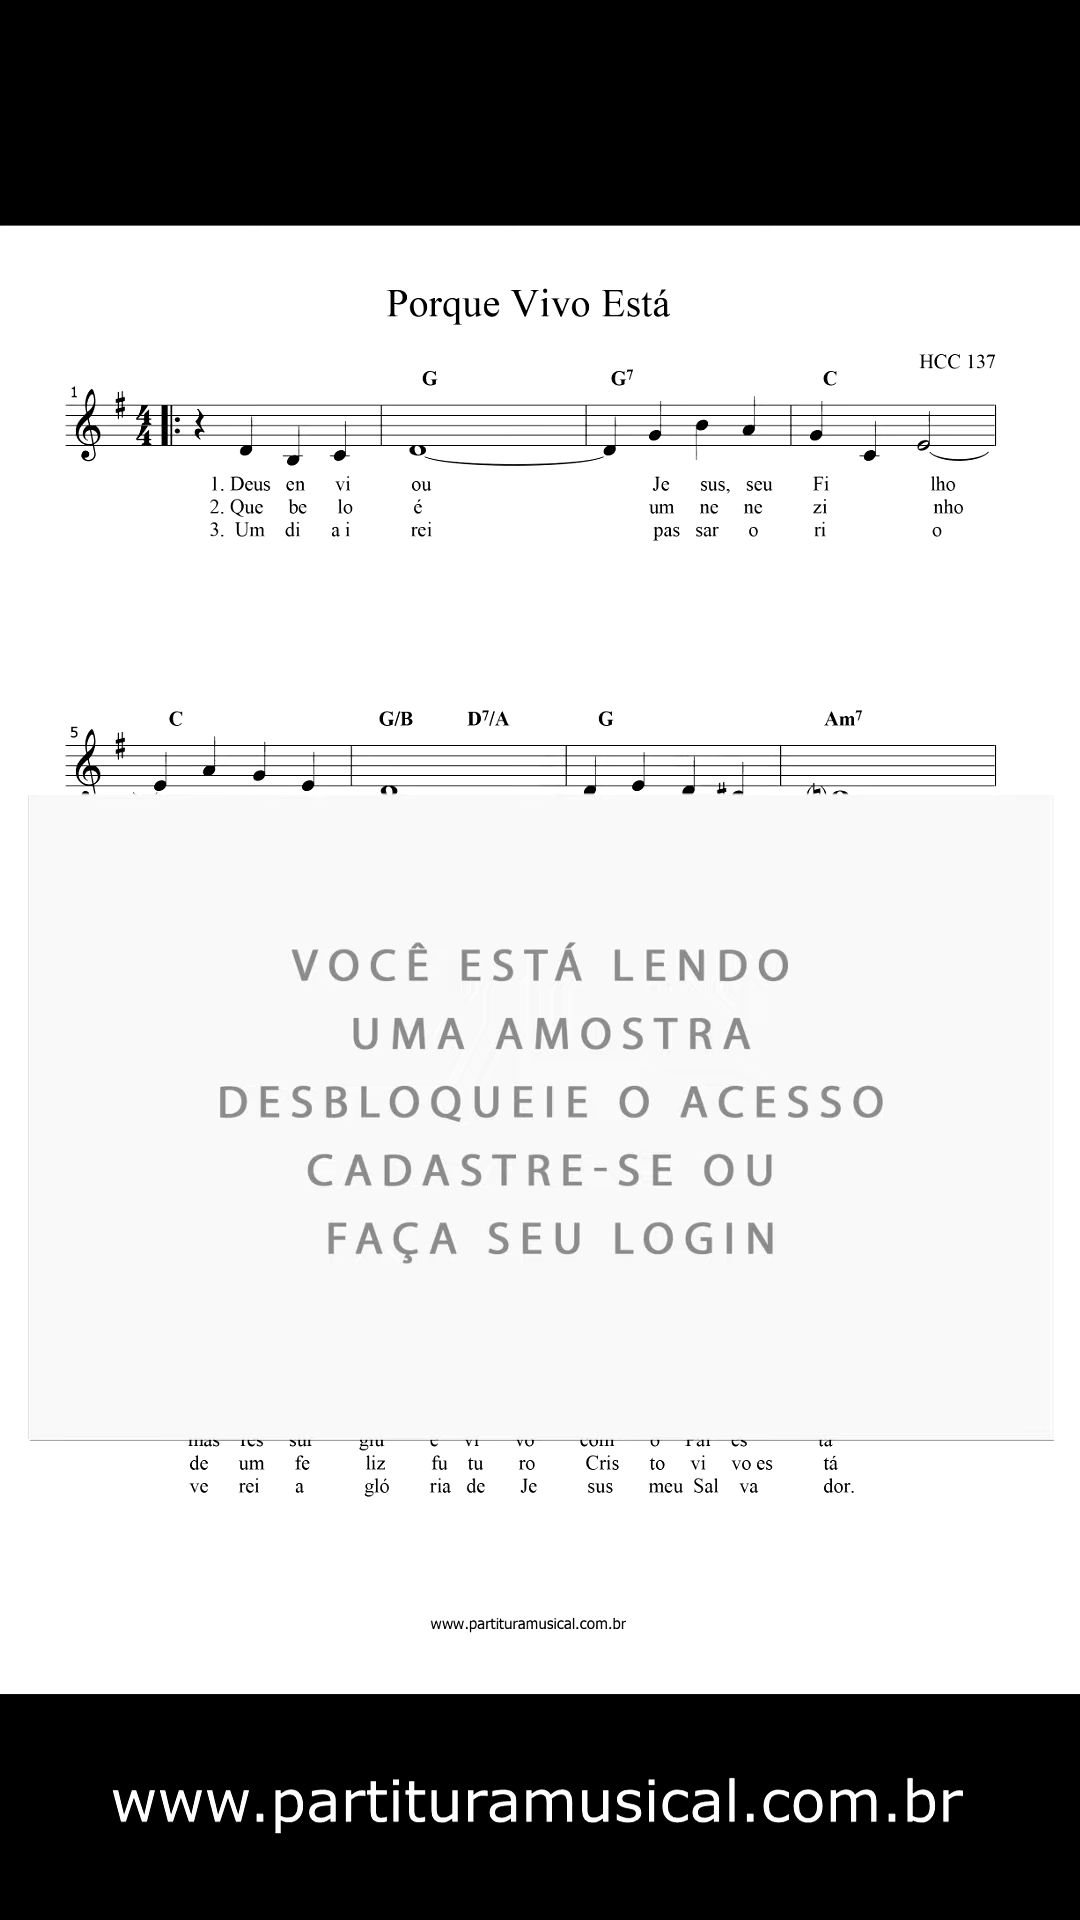 Porque Vivo Está
HCC 137
G G7 C
1
4
4
1. Deus en vi ou Je sus, seu Fi lho
2. Que be lo é um ne ne zi nho
3. Um di a i rei pas sar o ri o
C G/B D7/A G Am7
5
VOCÊ ESTÁ LENDO
UMA AMOSTRA
DESBLOQUEIE O ACESSO
CADASTRE-SE OU
FAÇA SEU LOGIN
de um fe liz fu tu ro Cris to vi vo es tá
ve rei a gló ria de Je sus meu Sal va dor.
www.partituramusical.com.br
www.partituramusical.com.br